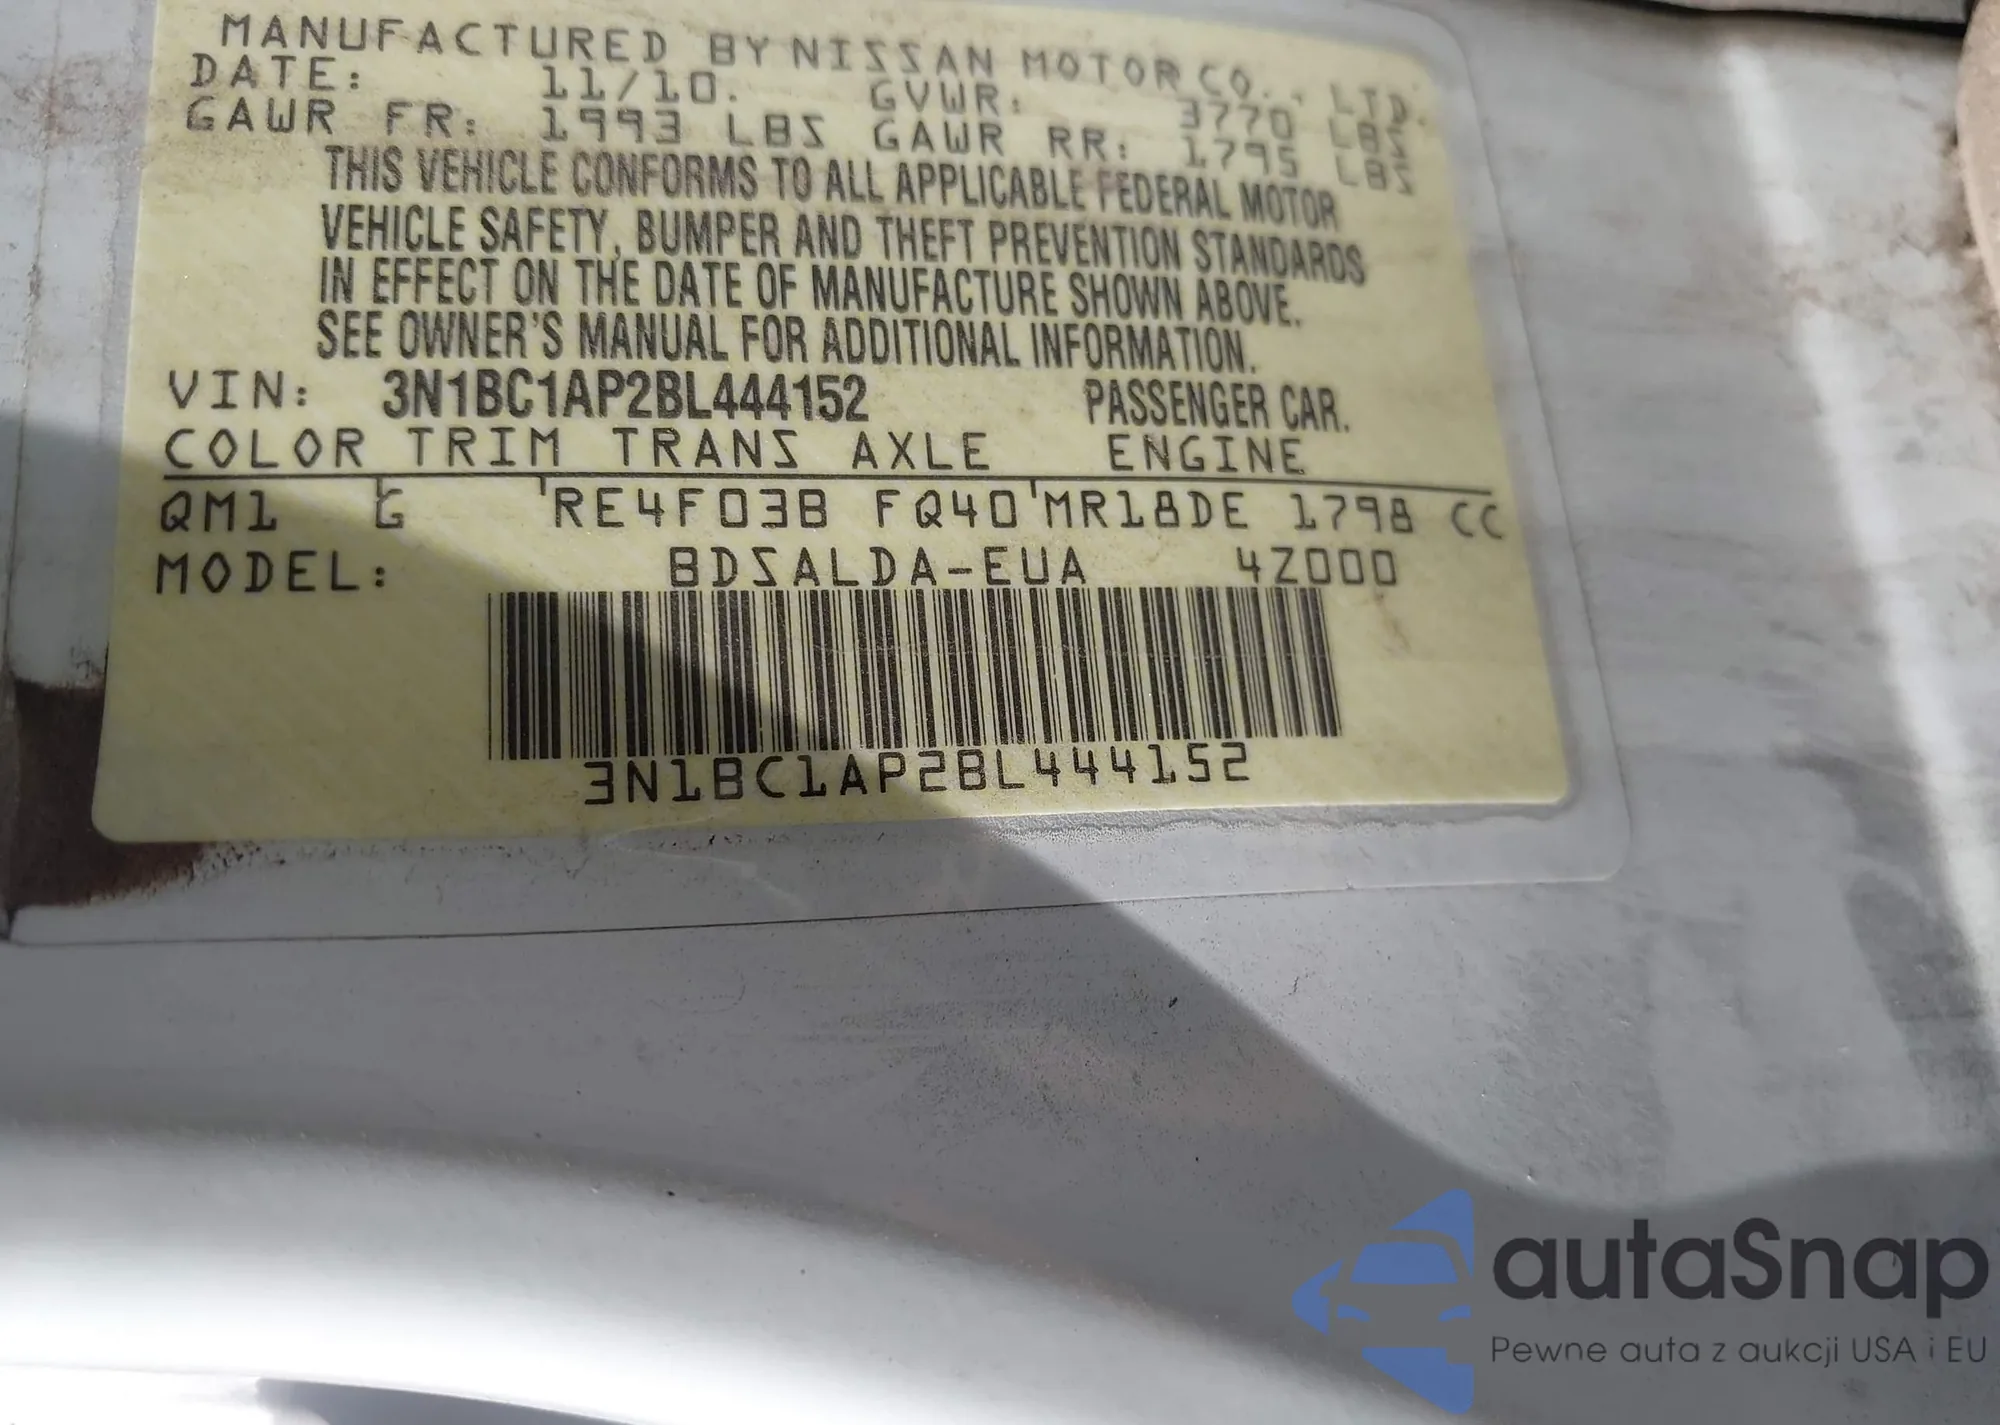 MANUFACTURED BY NISSAN MOTOR CO., LTD.
DATE: 11/10. GVWR: 3770 LBS
GAWR FR: 1993 LBS GAWR RR: 1795 LBS
THIS VEHICLE CONFORMS TO ALL APPLICABLE FEDERAL MOTOR
VEHICLE SAFETY, BUMPER AND THEFT PREVENTION STANDARDS
IN EFFECT ON THE DATE OF MANUFACTURE SHOWN ABOVE.
SEE OWNER'S MANUAL FOR ADDITIONAL INFORMATION.
VIN: 3N1BC1AP2BL444152 PASSENGER CAR.
COLOR TRIM TRANS AXLE ENGINE
QM1 G RE4F03B FQ40 MR18DE 1798 CC
MODEL: BDSALDA-EUA 4Z000
3N1BC1AP2BL444152
autaSnap
Pewne auta z aukcji USA i EU